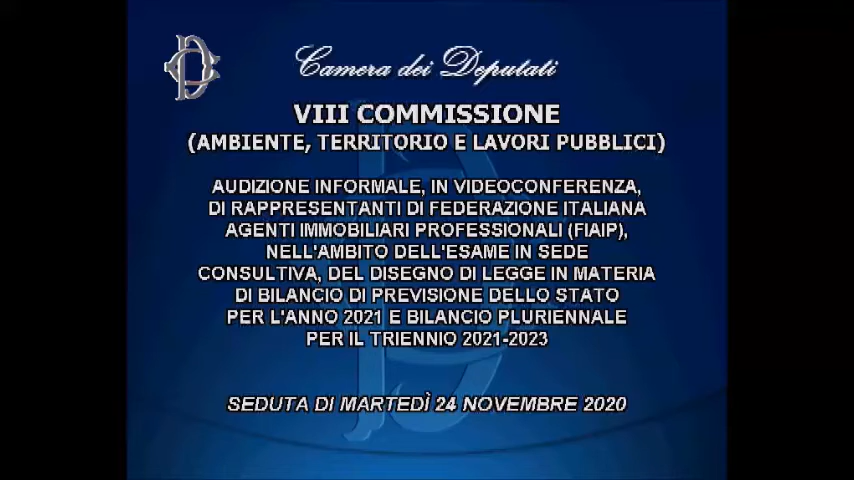 Camera dei Deputati
VIII COMMISSIONE
(AMBIENTE, TERRITORIO E LAVORI PUBBLICI)
AUDIZIONE INFORMALE, IN VIDEOCONFERENZA,
DI RAPPRESENTANTI DI FEDERAZIONE ITALIANA
AGENTI IMMOBILIARI PROFESSIONALI (FIAIP),
NELL'AMBITO DELL'ESAME IN SEDE
CONSULTIVA, DEL DISEGNO DI LEGGE IN MATERIA
DI BILANCIO DI PREVISIONE DELLO STATO
PER L'ANNO 2021 E BILANCIO PLURIENNALE
PER IL TRIENNIO 2021-2023
SEDUTA DI MARTEDÌ 24 NOVEMBRE 2020